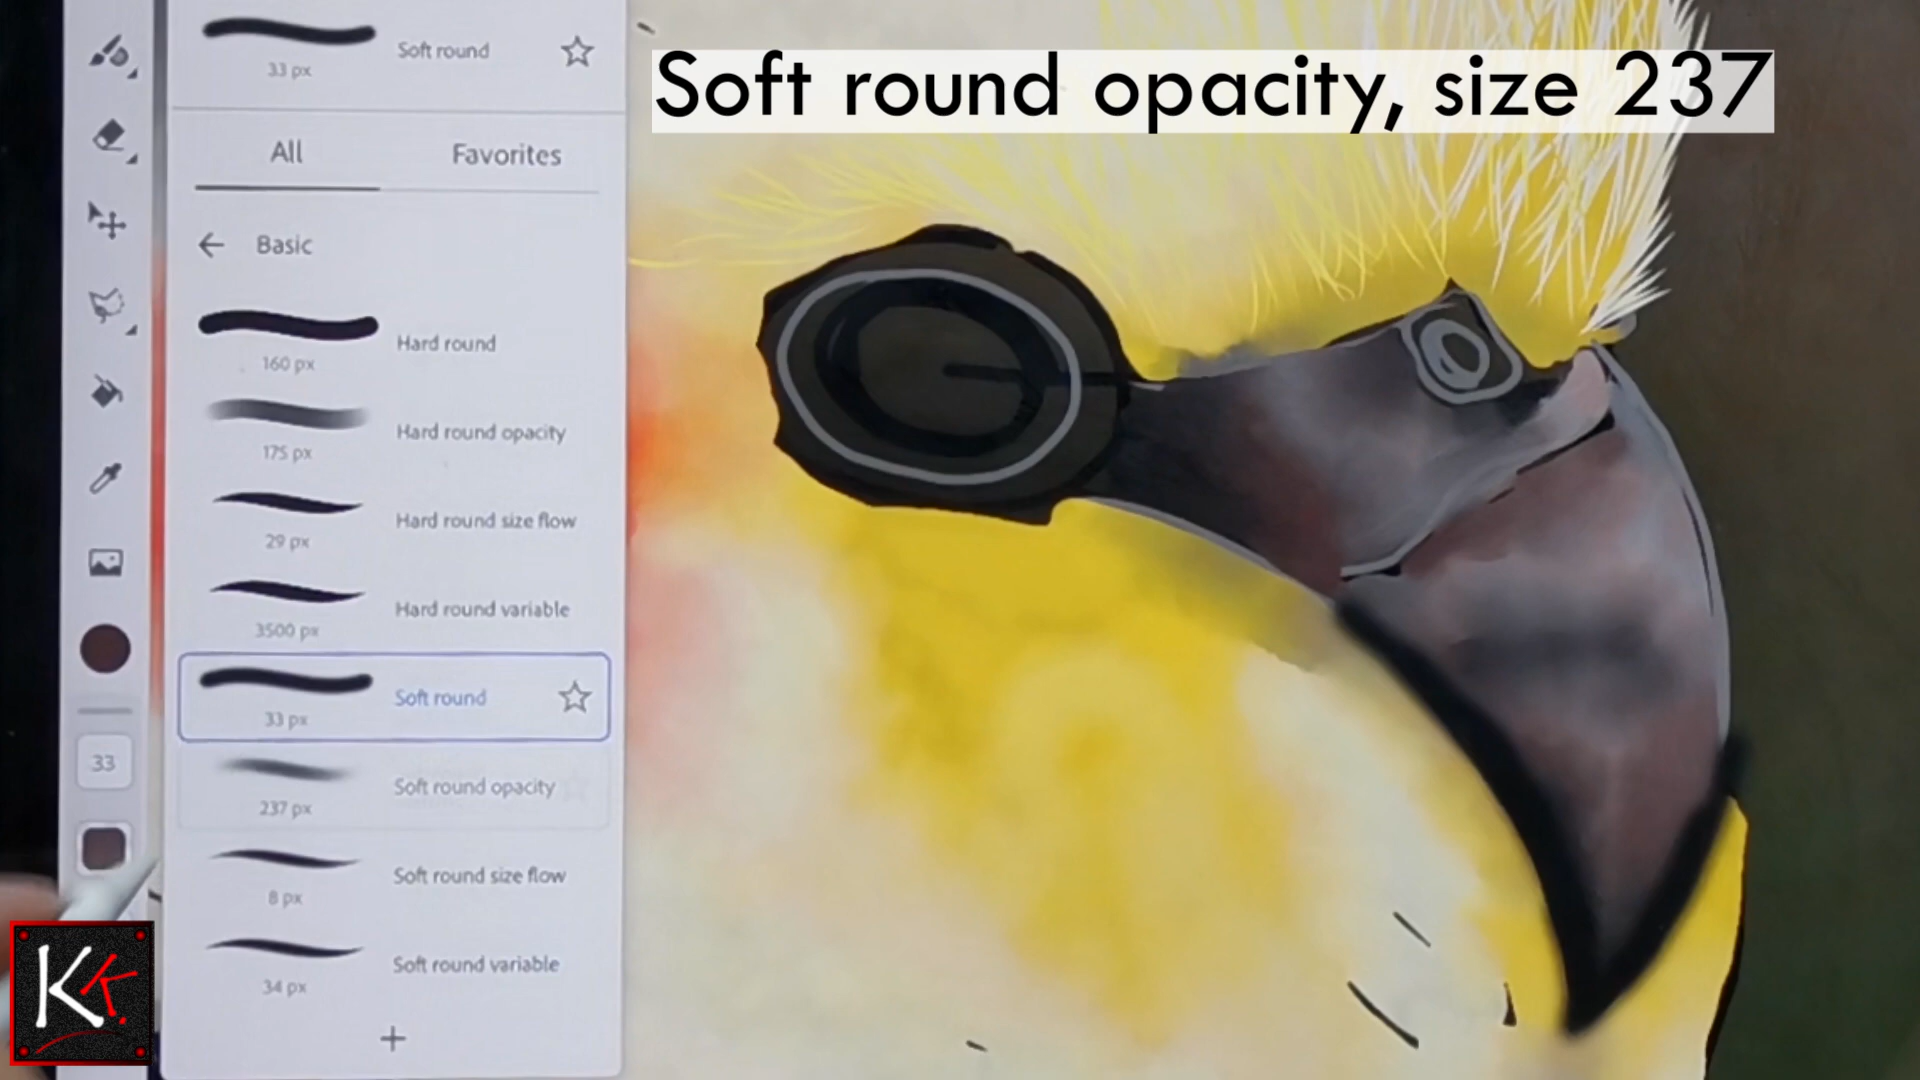 Soft round
33 px
Soft round opacity, size 237
All
Favorites
Basic
Hard round
160 px
Hard round opacity
175 px
Hard round size flow
29 px
Hard round variable
3500 px
Soft round
33 px
33
Soft round opacity
237 px
Soft round size flow
8 px
Soft round variable
34 px
KK.